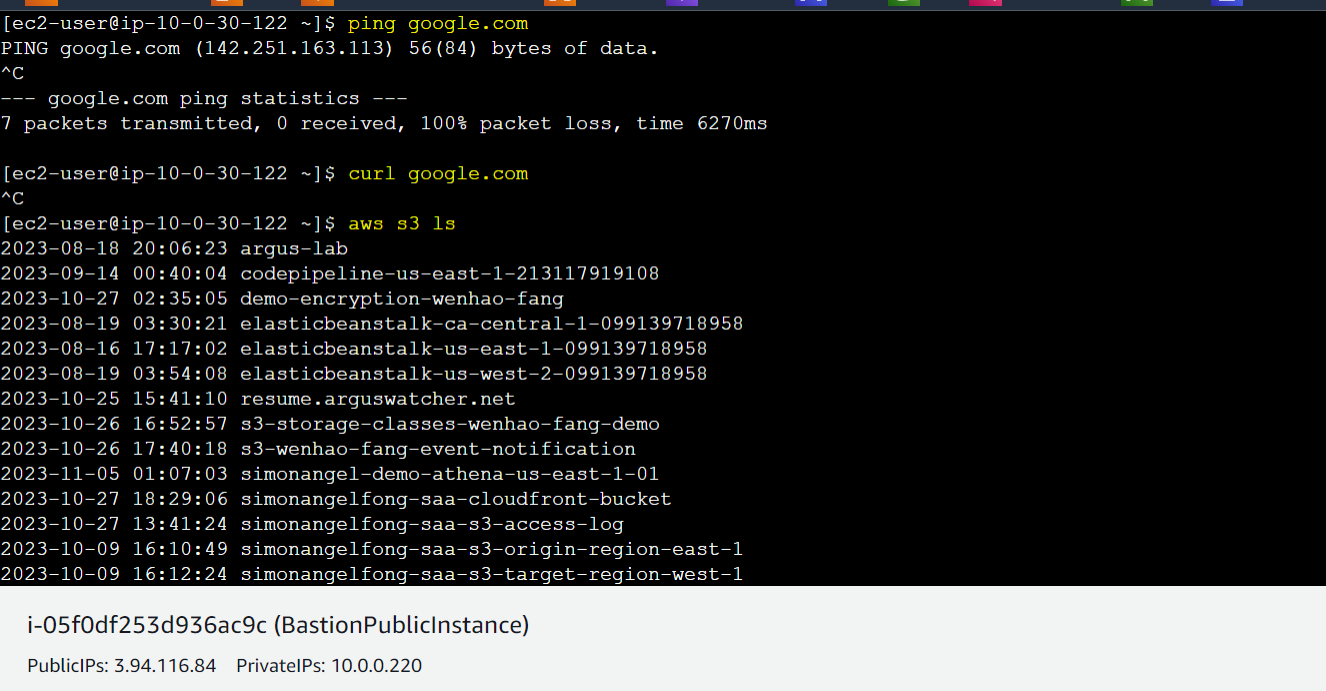 [ec2-user@ip-10-0-30-122 ~]$ ping google.com
PING google.com (142.251.163.113) 56(84) bytes of data.
^C
--- google.com ping statistics ---
7 packets transmitted, 0 received, 100% packet loss, time 6270ms
[ec2-user@ip-10-0-30-122 ~]$ curl google.com
^C
[ec2-user@ip-10-0-30-122 ~]$ aws s3 ls
2023-08-18 20:06:23 argus-lab
2023-09-14 00:40:04 codepipeline-us-east-1-213117919108
2023-10-27 02:35:05 demo-encryption-wenhao-fang
2023-08-19 03:30:21 elasticbeanstalk-ca-central-1-099139718958
2023-08-16 17:17:02 elasticbeanstalk-us-east-1-099139718958
2023-08-19 03:54:08 elasticbeanstalk-us-west-2-099139718958
2023-10-25 15:41:10 resume.arguswatcher.net
2023-10-26 16:52:57 s3-storage-classes-wenhao-fang-demo
2023-10-26 17:40:18 s3-wenhao-fang-event-notification
2023-11-05 01:07:03 simonangel-demo-athena-us-east-1-01
2023-10-27 18:29:06 simonangelfong-saa-cloudfront-bucket
2023-10-27 13:41:24 simonangelfong-saa-s3-access-log
2023-10-09 16:10:49 simonangelfong-saa-s3-origin-region-east-1
2023-10-09 16:12:24 simonangelfong-saa-s3-target-region-west-1
i-05f0df253d936ac9c (BastionPublicInstance)
PublicIPs: 3.94.116.84 PrivateIPs: 10.0.0.220